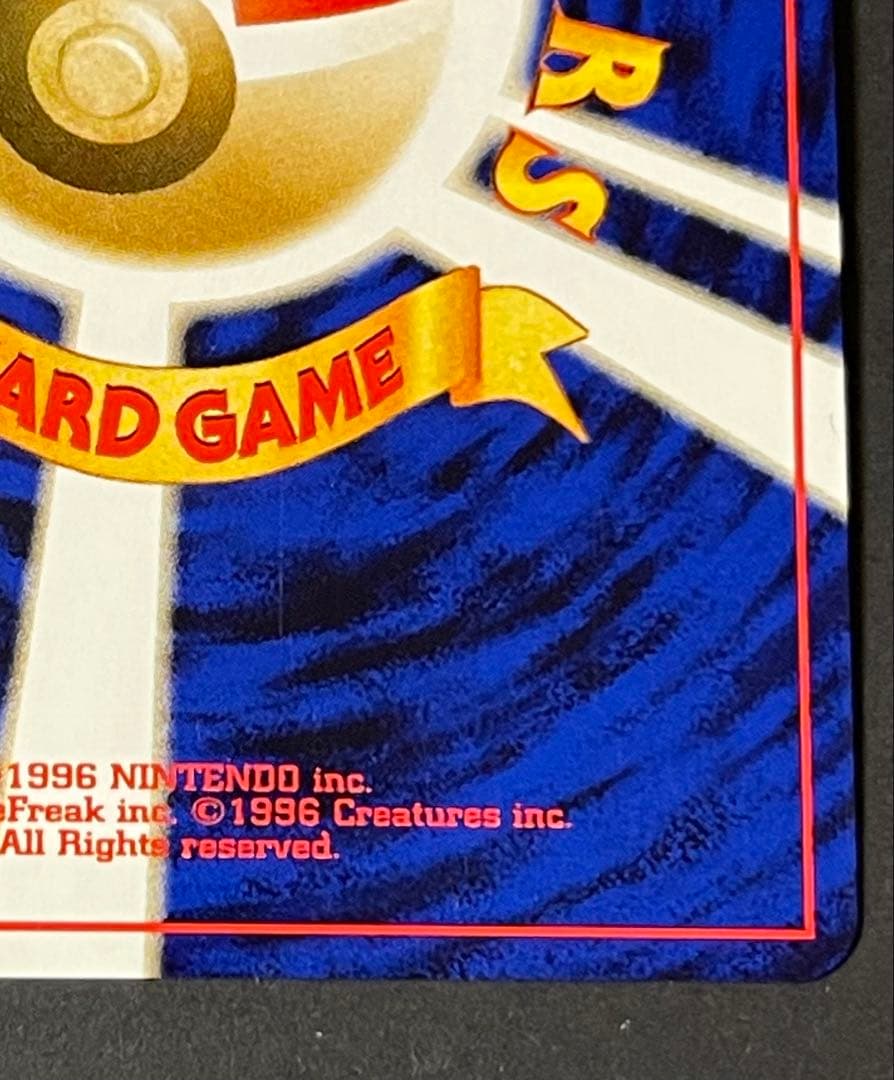 RS
ARD GAME
1996 NINTENDO inc.
eFreak inc. ©1996 Creatures inc.
All Rights reserved.